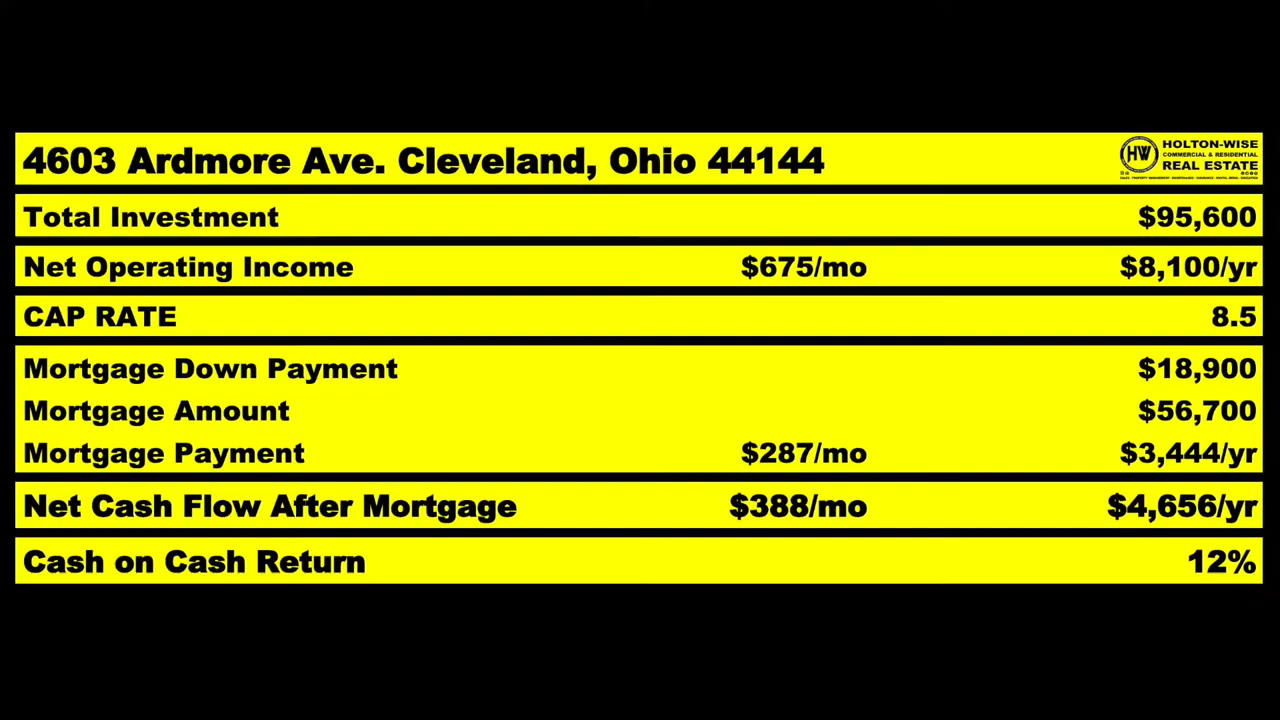 4603 Ardmore Ave. Cleveland, Ohio 44144
HW
HOLTON-WISE
COMMERCIAL & RESIDENTIAL
REAL ESTATE
Total Investment $95,600
Net Operating Income $675/mo $8,100/yr
CAP RATE 8.5
Mortgage Down Payment $18,900
Mortgage Amount $56,700
Mortgage Payment $287/mo $3,444/yr
Net Cash Flow After Mortgage $388/mo $4,656/yr
Cash on Cash Return 12%